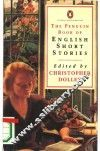 THE PENGUIN BOOK OF
ENGLISH SHORT
STORIES
Edited by
CHRISTOPHER DOLLEY